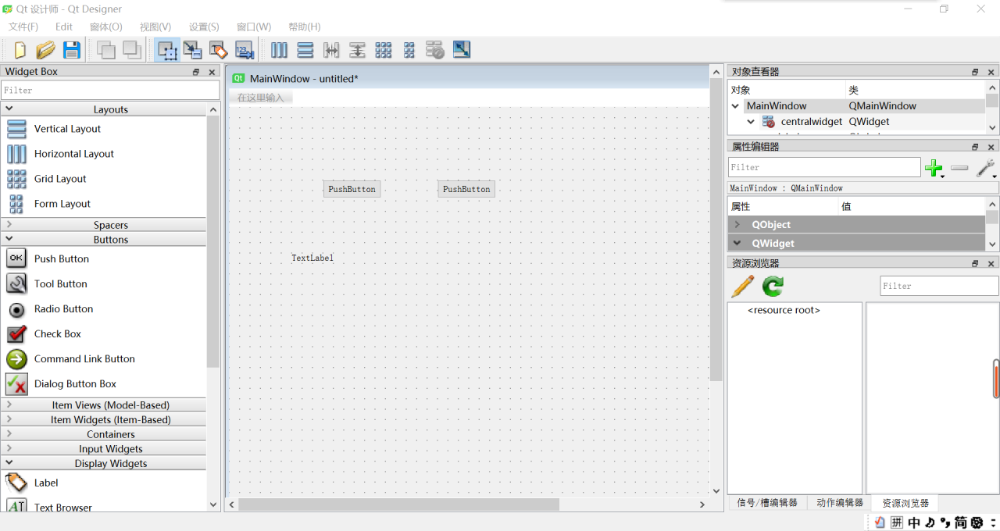 Qt 设计师 - Qt Designer
文件(F) Edit 窗体(O) 视图(V) 设置(S) 窗口(W) 帮助(H)
Widget Box
Filter
Layouts
Vertical Layout
Horizontal Layout
Grid Layout
Form Layout
Spacers
Buttons
OK Push Button
Tool Button
Radio Button
Check Box
Command Link Button
Dialog Button Box
Item Views (Model-Based)
Item Widgets (Item-Based)
Containers
Input Widgets
Display Widgets
Label
AI Text Browser
Qt MainWindow - untitled*
在这里输入
PushButton PushButton
TextLabel
对象查看器
对象 类
MainWindow QMainWindow
centralwidget QWidget
属性编辑器
Filter
MainWindow : QMainWindow
属性 值
QObject
QWidget
资源浏览器
Filter
<resource root>
信号/槽编辑器 动作编辑器 资源浏览器
拼 中 简